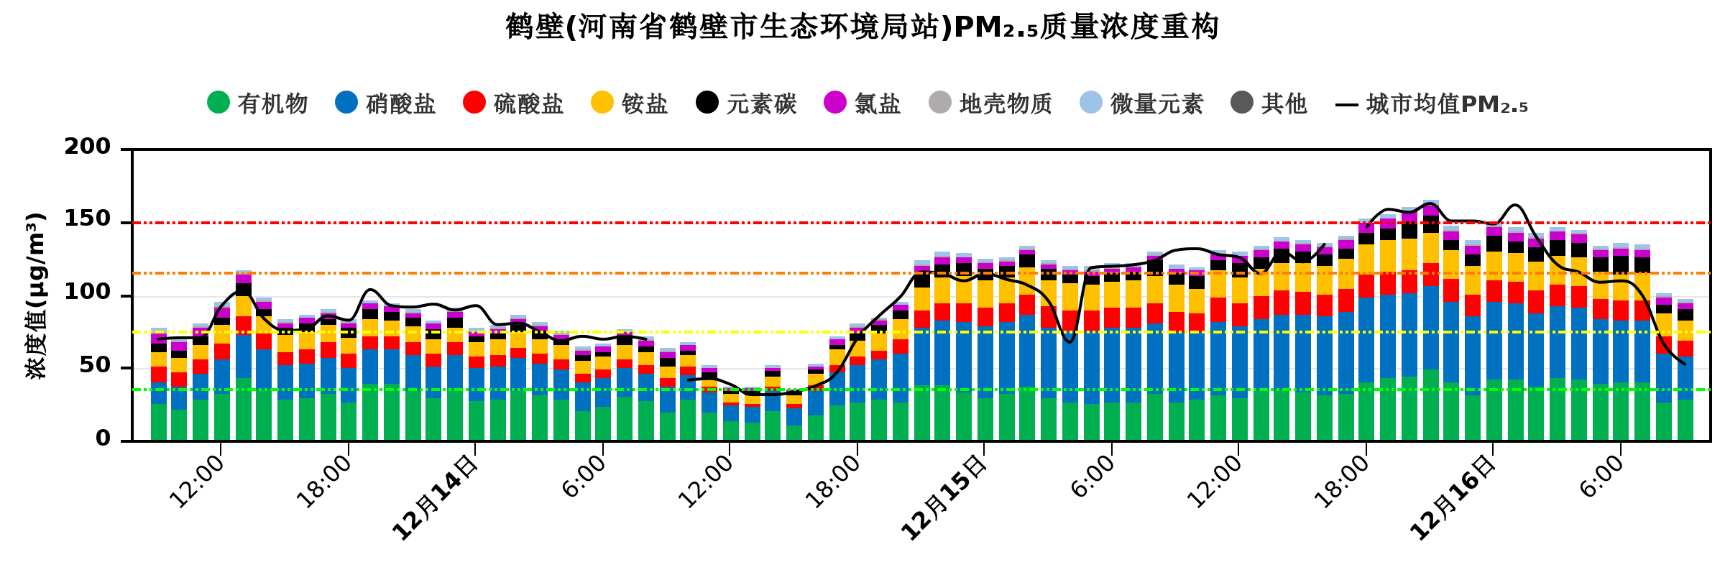 鹤壁(河南省鹤壁市生态环境局站)PM₂.₅质量浓度重构
有机物 硝酸盐 硫酸盐 铵盐 元素碳 氯盐 地壳物质 微量元素 其他 城市均值PM₂.₅
浓度值(μg/m³)
200
150
100
50
0
12:00 18:00 12月14日 6:00 12:00 18:00 12月15日 6:00 12:00 18:00 12月16日 6:00